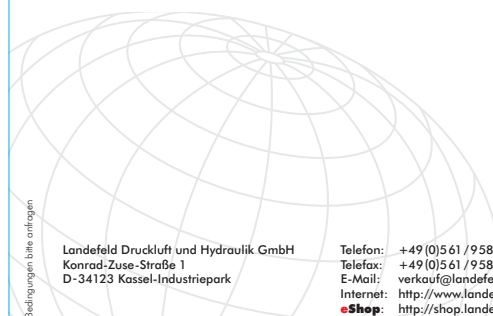 Bedingungen bitte anfragen
Landefeld Druckluft und Hydraulik GmbH
Konrad-Zuse-Straße 1
D-34123 Kassel-Industriepark
Telefon: +49(0)561/958
Telefax: +49(0)561/958
E-Mail: verkauf@landefe
Internet: http://www.lande
eShop: http://shop.lande